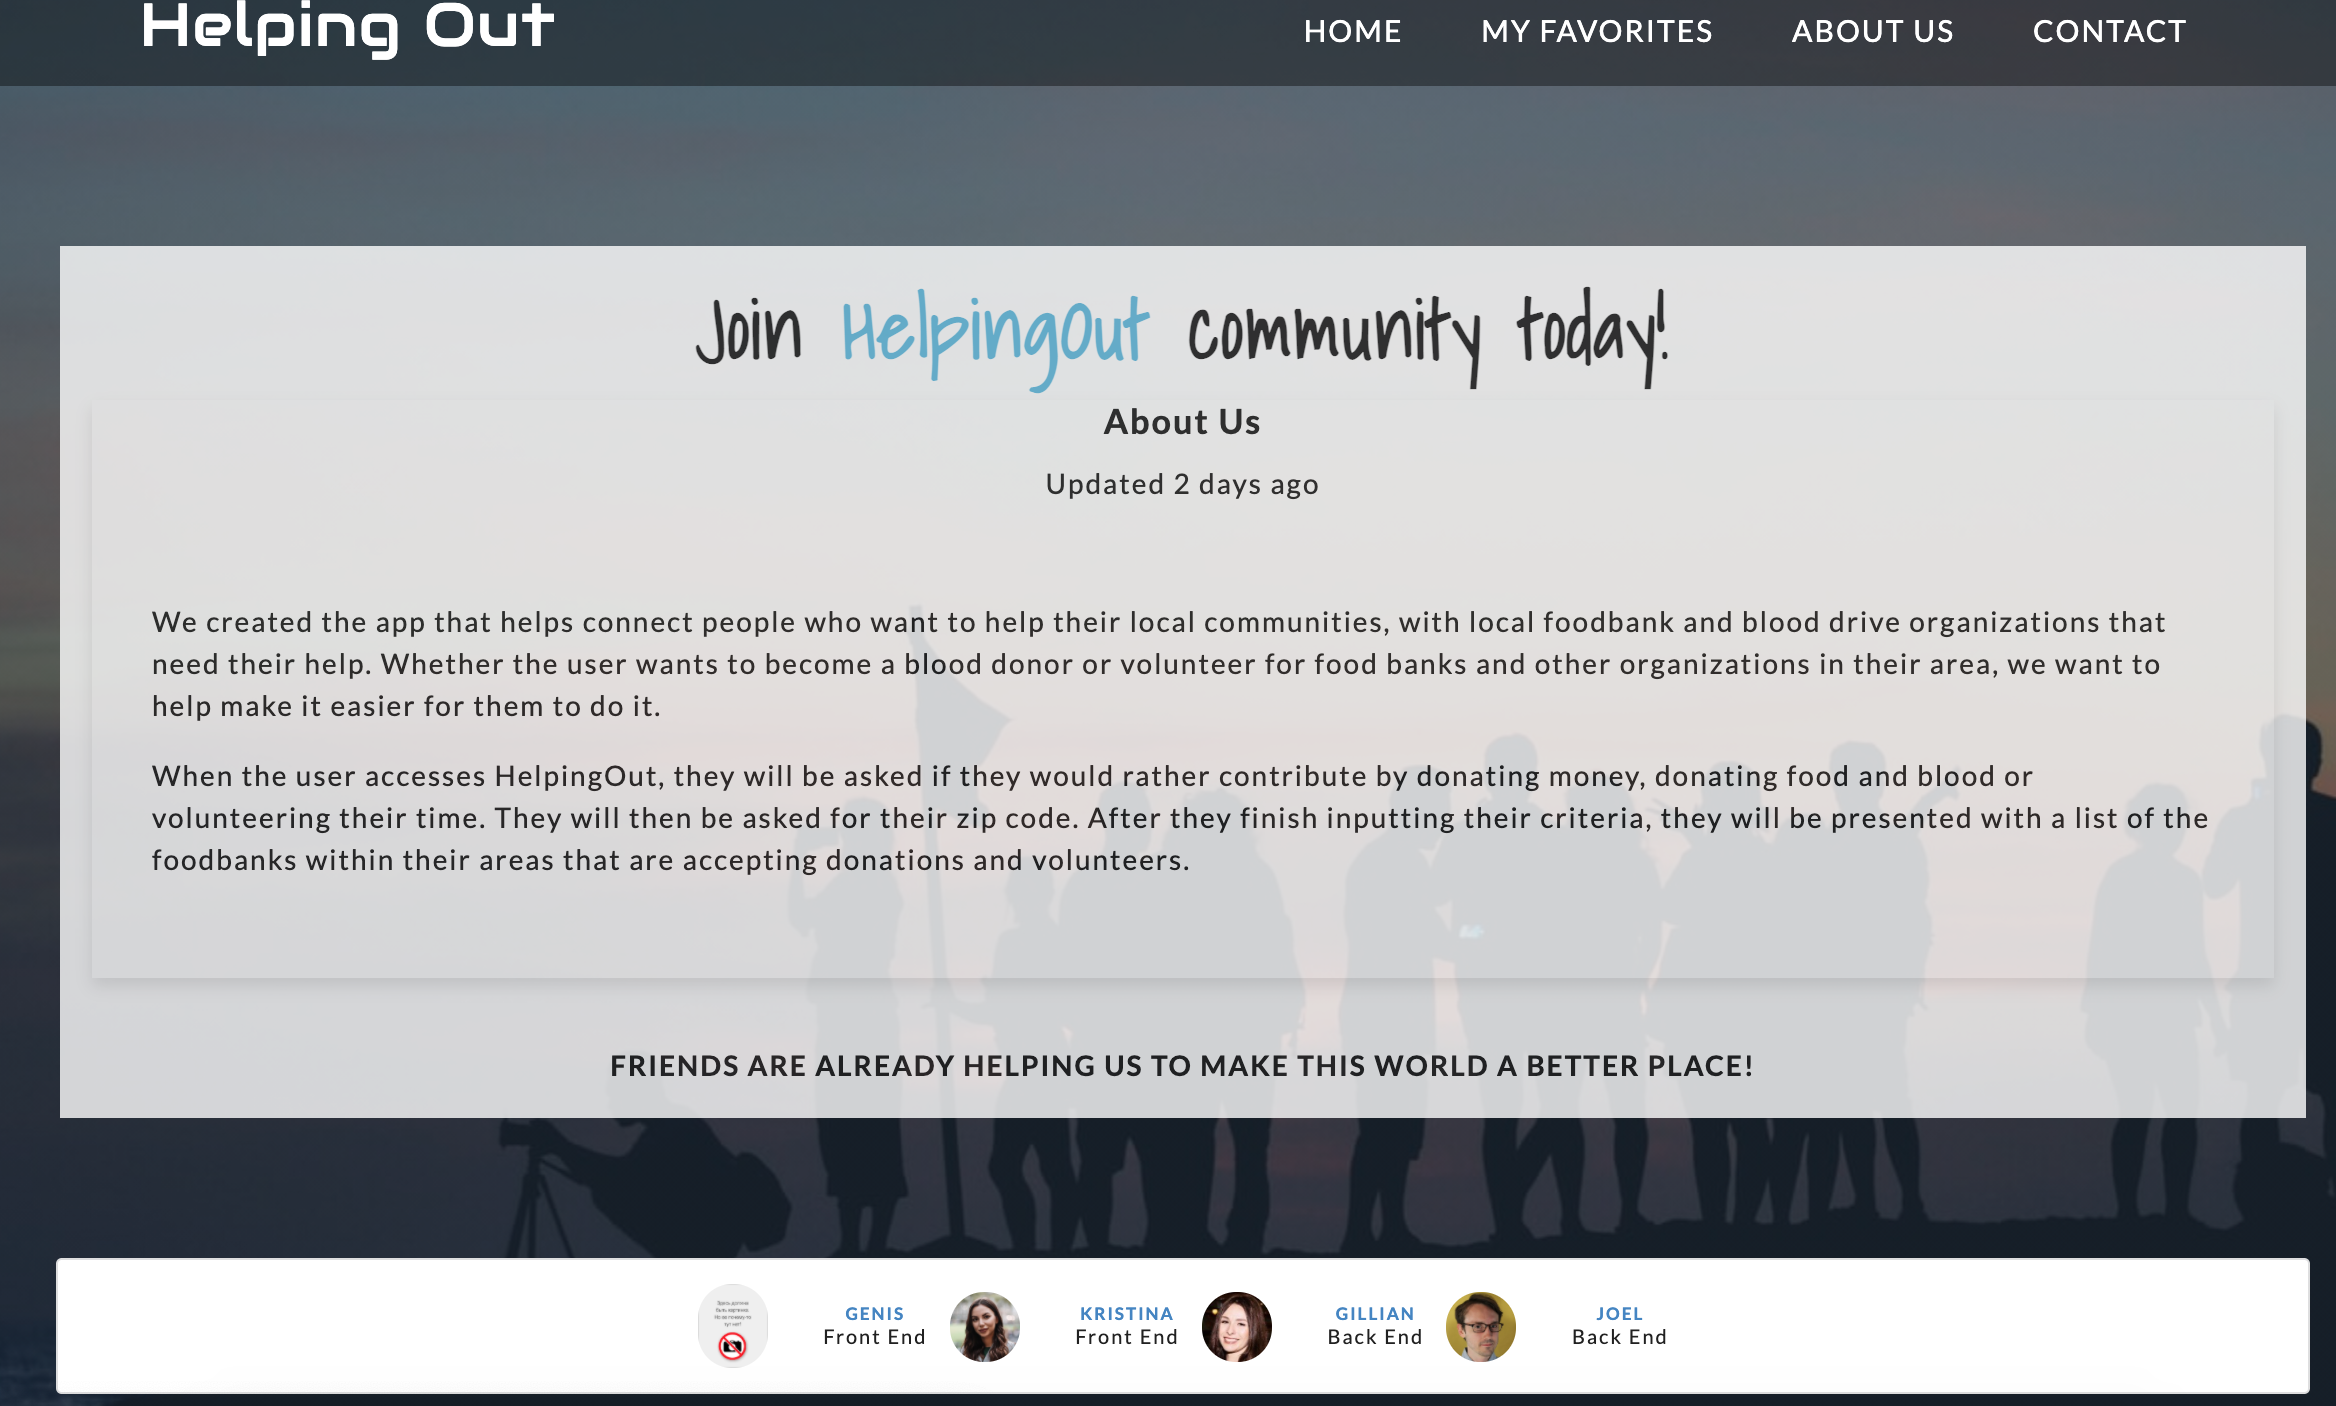 Helping Out
HOME MY FAVORITES ABOUT US CONTACT
Join HelpingOut community today!
About Us
Updated 2 days ago
We created the app that helps connect people who want to help their local communities, with local foodbank and blood drive organizations that
need their help. Whether the user wants to become a blood donor or volunteer for food banks and other organizations in their area, we want to
help make it easier for them to do it.
When the user accesses HelpingOut, they will be asked if they would rather contribute by donating money, donating food and blood or
volunteering their time. They will then be asked for their zip code. After they finish inputting their criteria, they will be presented with a list of the
foodbanks within their areas that are accepting donations and volunteers.
FRIENDS ARE ALREADY HELPING US TO MAKE THIS WORLD A BETTER PLACE!
GENIS
Front End
KRISTINA
Front End
GILLIAN
Back End
JOEL
Back End